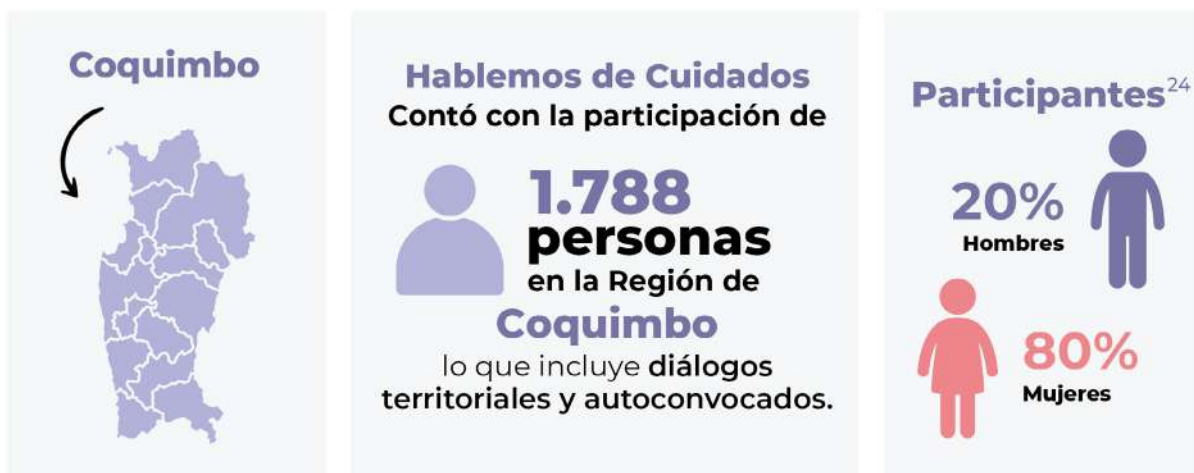 Coquimbo
Hablemos de Cuidados
Contó con la participación de
1.788
personas
en la Región de
Coquimbo
lo que incluye diálogos
territoriales y autoconvocados.
Participantes24
20%
Hombres
80%
Mujeres